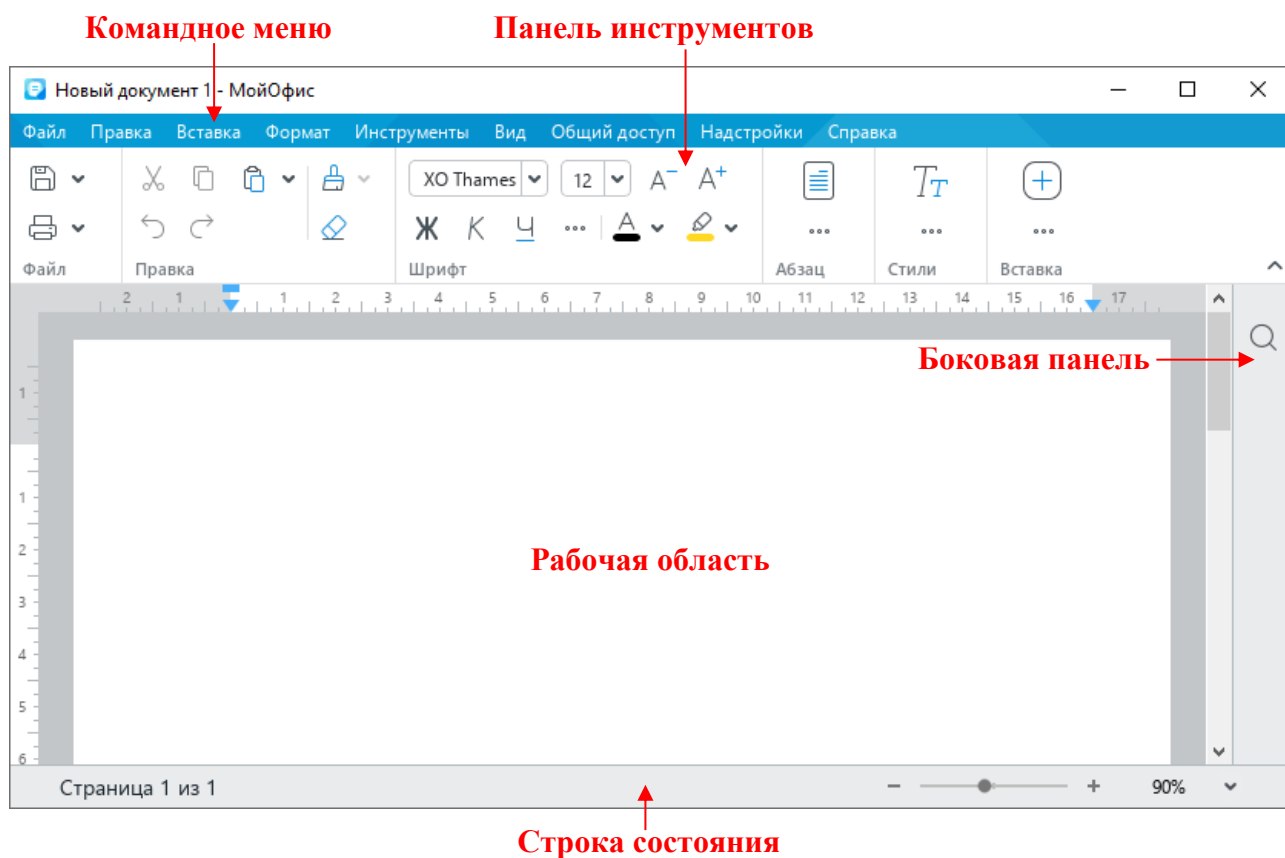 Командное меню Панель инструментов
Новый документ 1 - МойОфис
Файл Правка Вставка Формат Инструменты Вид Общий доступ Надстройки Справка
XO Thames 12 A− A+ Tт
Ж К Ч A
Файл Правка Шрифт Абзац Стили Вставка
2 1 1 2 3 4 5 6 7 8 9 10 11 12 13 14 15 16 17
Боковая панель
1
1
2
Рабочая область
3
4
5
6
Страница 1 из 1 − + 90%
Строка состояния